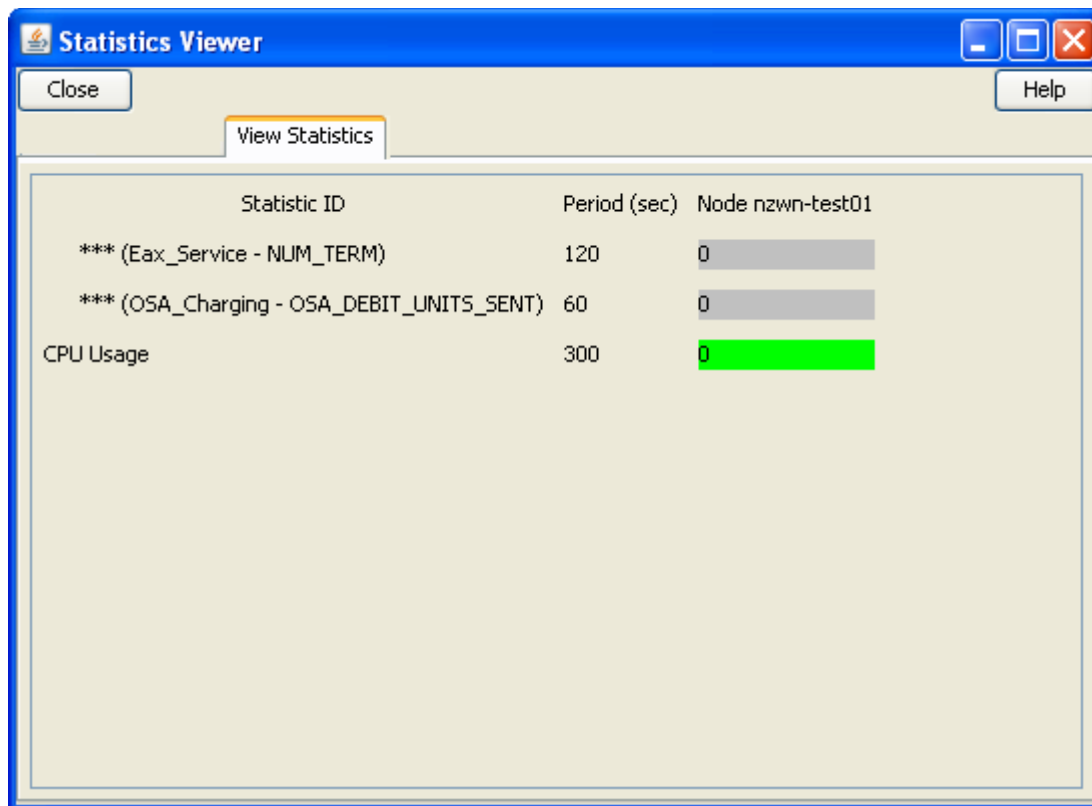 Statistics Viewer
Close Help
View Statistics
Statistic ID Period (sec) Node nzwn-test01
*** (Eax_Service - NUM_TERM) 120 0
*** (OSA_Charging - OSA_DEBIT_UNITS_SENT) 60 0
CPU Usage 300 0